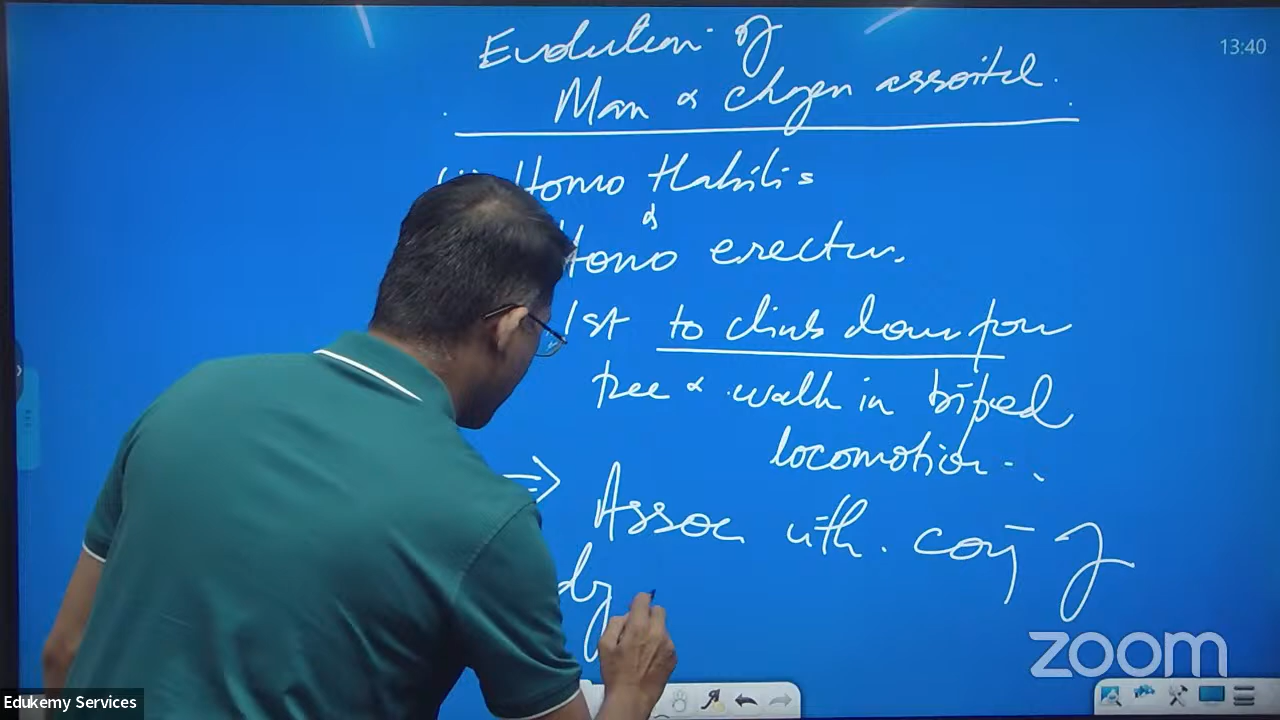 Evolution of
Man & changes associated.
13:40
Homo Habilis
&
Homo erectus.
1st to climb down from
tree & walk in biped
locomotion..
⇒ Assoc with. coming of
zoom
Edukemy Services